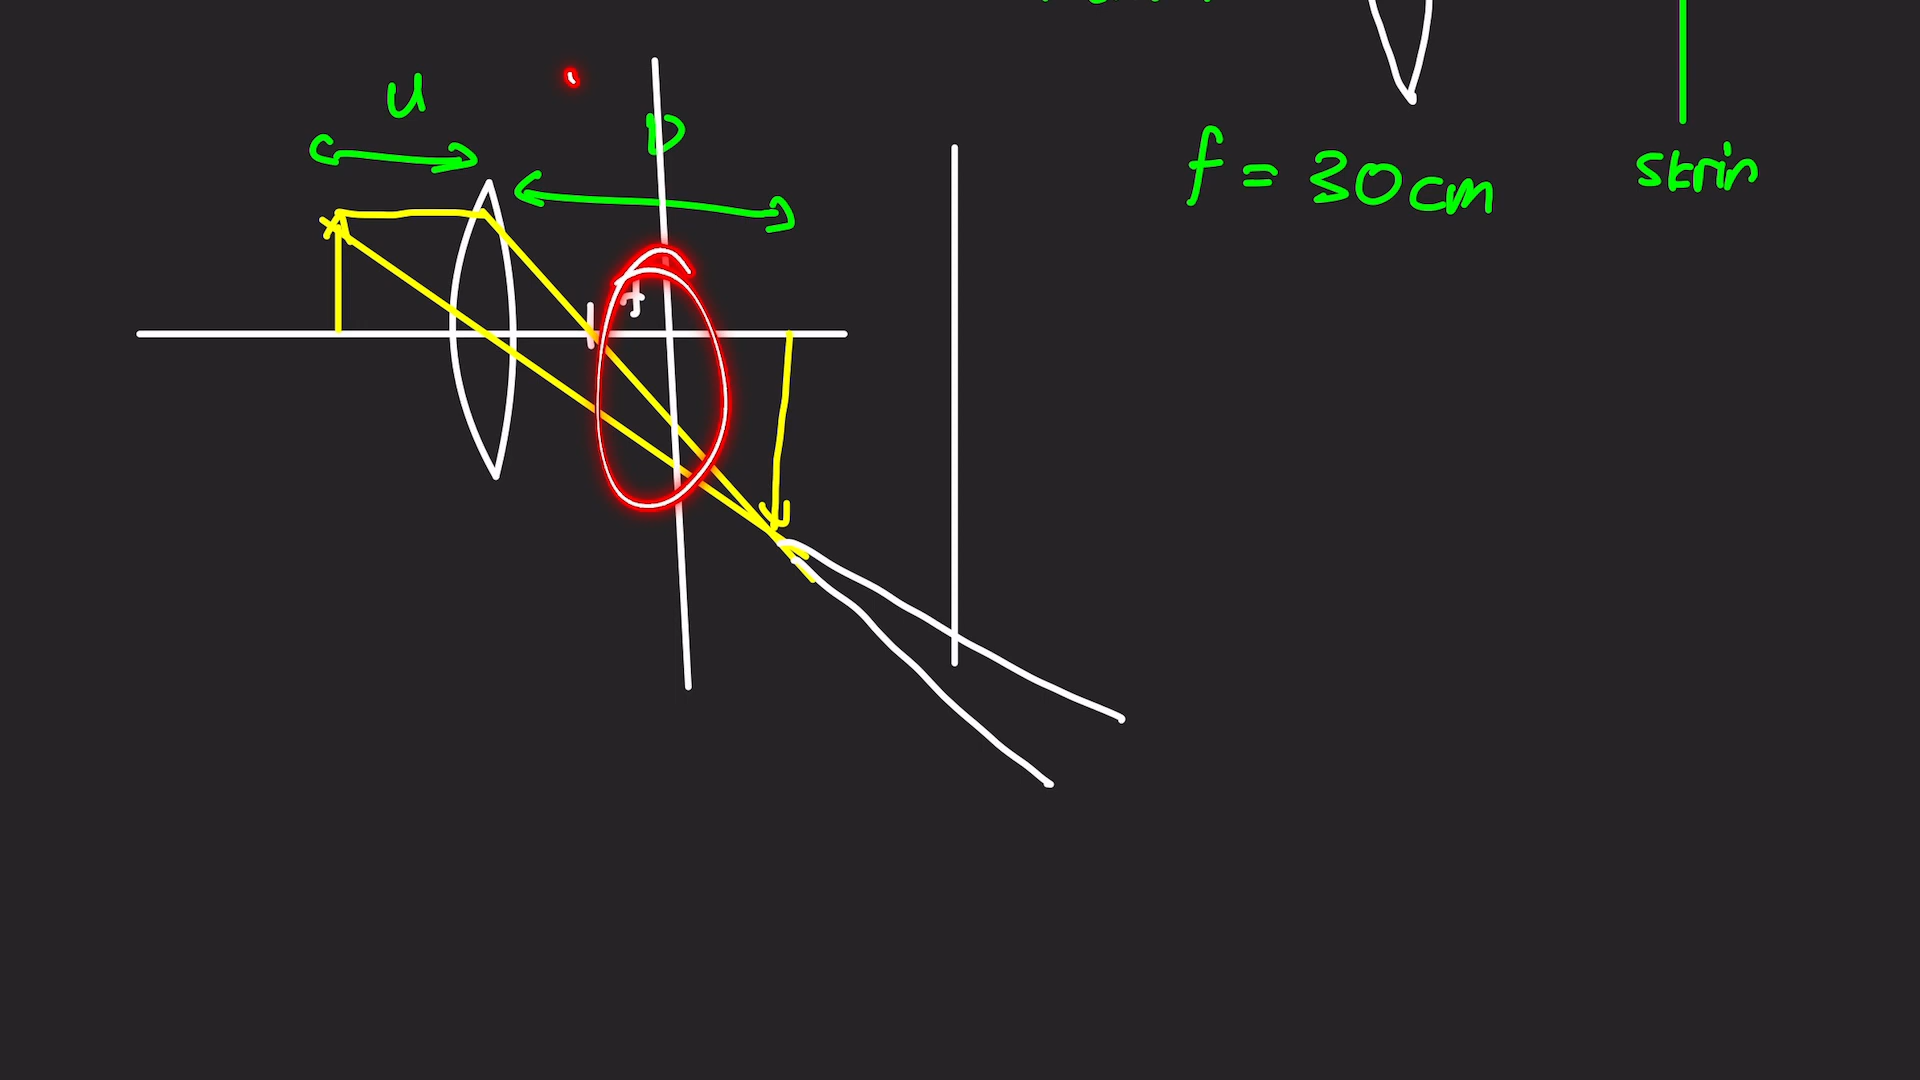 u
D
f
f = 30cm
skrin